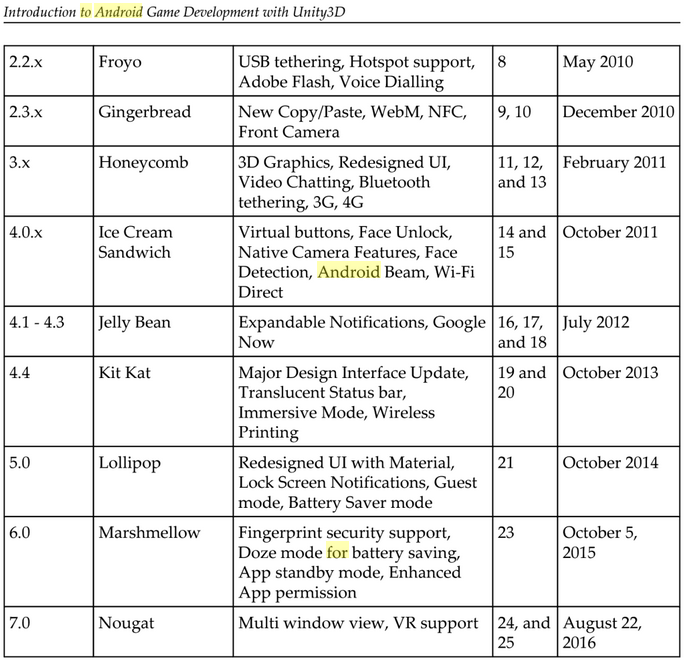 Introduction to Android Game Development with Unity3D
2.2.x Froyo USB tethering, Hotspot support, 8 May 2010
Adobe Flash, Voice Dialling
2.3.x Gingerbread New Copy/Paste, WebM, NFC, 9, 10 December 2010
Front Camera
3.x Honeycomb 3D Graphics, Redesigned UI, 11, 12, February 2011
Video Chatting, Bluetooth and 13
tethering, 3G, 4G
4.0.x Ice Cream Virtual buttons, Face Unlock, 14 and October 2011
Sandwich Native Camera Features, Face 15
Detection, Android Beam, Wi-Fi
Direct
4.1 - 4.3 Jelly Bean Expandable Notifications, Google 16, 17, July 2012
Now and 18
4.4 Kit Kat Major Design Interface Update, 19 and October 2013
Translucent Status bar, 20
Immersive Mode, Wireless
Printing
5.0 Lollipop Redesigned UI with Material, 21 October 2014
Lock Screen Notifications, Guest
mode, Battery Saver mode
6.0 Marshmellow Fingerprint security support, 23 October 5,
Doze mode for battery saving, 2015
App standby mode, Enhanced
App permission
7.0 Nougat Multi window view, VR support 24, and August 22,
25 2016